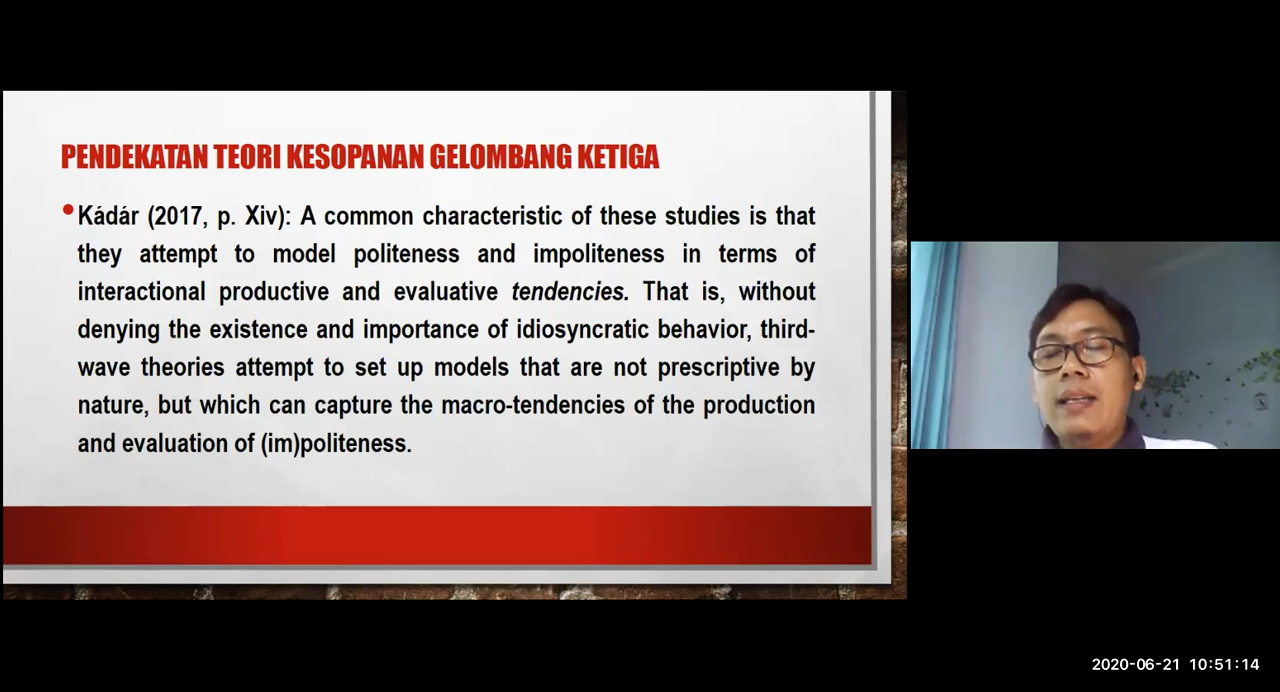 PENDEKATAN TEORI KESOPANAN GELOMBANG KETIGA
• Kádár (2017, p. Xiv): A common characteristic of these studies is that
they attempt to model politeness and impoliteness in terms of
interactional productive and evaluative tendencies. That is, without
denying the existence and importance of idiosyncratic behavior, third-
wave theories attempt to set up models that are not prescriptive by
nature, but which can capture the macro-tendencies of the production
and evaluation of (im)politeness.
2020-06-21 10:51:14